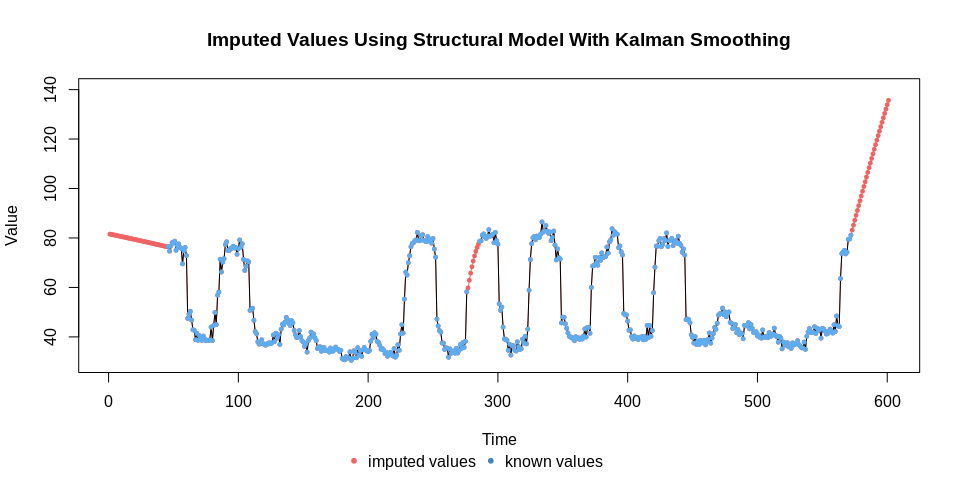 Imputed Values Using Structural Model With Kalman Smoothing
Value
140
120
100
80
60
40
0 100 200 300 400 500 600
Time
imputed values known values